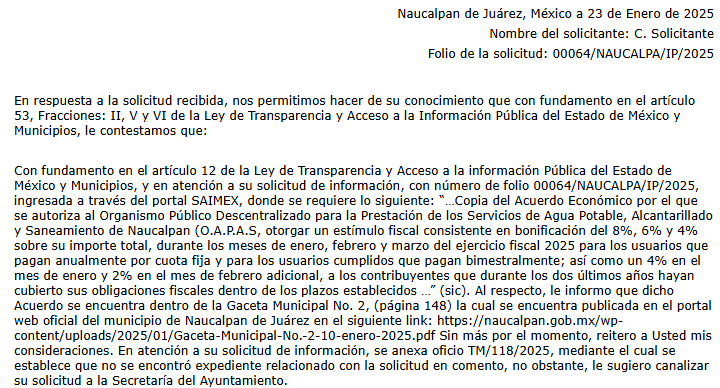 Naucalpan de Juárez, México a 23 de Enero de 2025
Nombre del solicitante: C. Solicitante
Folio de la solicitud: 00064/NAUCALPA/IP/2025
En respuesta a la solicitud recibida, nos permitimos hacer de su conocimiento que con fundamento en el artículo
53, Fracciones: II, V y VI de la Ley de Transparencia y Acceso a la Información Pública del Estado de México y
Municipios, le contestamos que:
Con fundamento en el artículo 12 de la Ley de Transparencia y Acceso a la información Pública del Estado de
México y Municipios, y en atención a su solicitud de información, con número de folio 00064/NAUCALPA/IP/2025,
ingresada a través del portal SAIMEX, donde se requiere lo siguiente: “…Copia del Acuerdo Económico por el que
se autoriza al Organismo Público Descentralizado para la Prestación de los Servicios de Agua Potable, Alcantarillado
y Saneamiento de Naucalpan (O.A.P.A.S, otorgar un estímulo fiscal consistente en bonificación del 8%, 6% y 4%
sobre su importe total, durante los meses de enero, febrero y marzo del ejercicio fiscal 2025 para los usuarios que
pagan anualmente por cuota fija y para los usuarios cumplidos que pagan bimestralmente; así como un 4% en el
mes de enero y 2% en el mes de febrero adicional, a los contribuyentes que durante los dos últimos años hayan
cubierto sus obligaciones fiscales dentro de los plazos establecidos …” (sic). Al respecto, le informo que dicho
Acuerdo se encuentra dentro de la Gaceta Municipal No. 2, (página 148) la cual se encuentra publicada en el portal
web oficial del municipio de Naucalpan de Juárez en el siguiente link: https://naucalpan.gob.mx/wp-
content/uploads/2025/01/Gaceta-Municipal-No.-2-10-enero-2025.pdf Sin más por el momento, reitero a Usted mis
consideraciones. En atención a su solicitud de información, se anexa oficio TM/118/2025, mediante el cual se
establece que no se encontró expediente relacionado con la solicitud en comento, no obstante, le sugiero canalizar
su solicitud a la Secretaría del Ayuntamiento.